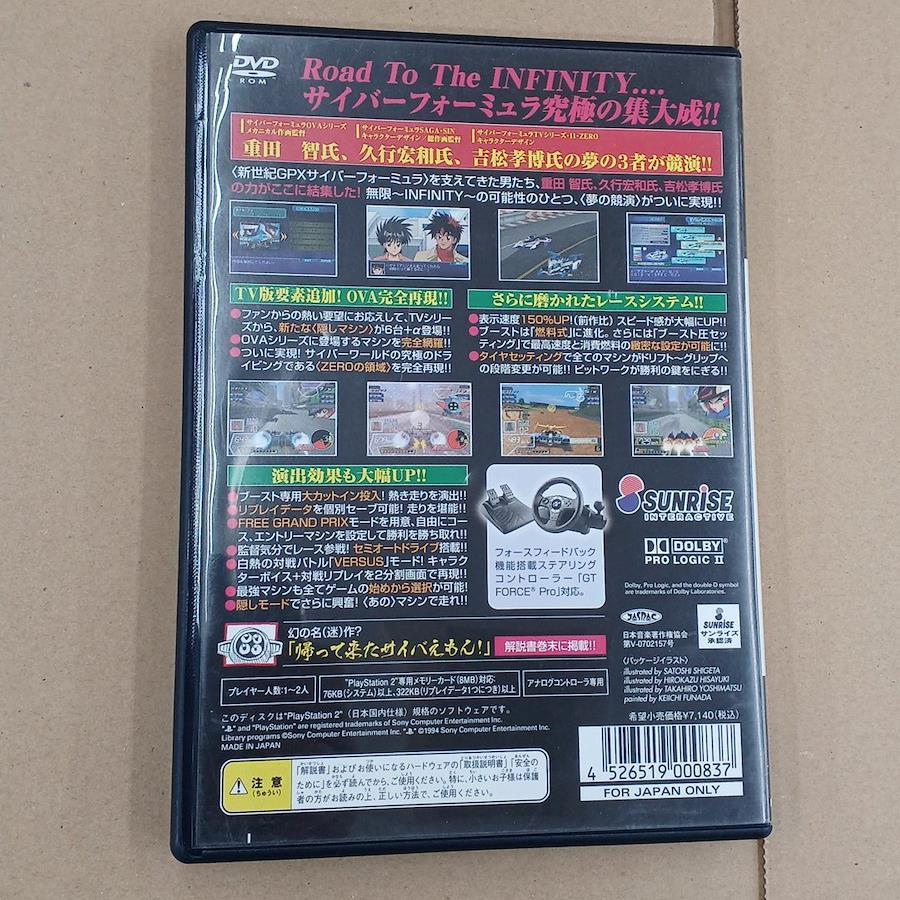 DVD
ROM
Road To The INFINITY....
サイバーフォーミュラ究極の集大成!!
サイバーフォーミュラOVAシリーズ
メカニカル作画監督
サイバーフォーミュラSAGA・SIN
キャラクターデザイン／総作画監督
サイバーフォーミュラTVシリーズ・11・ZERO
キャラクターデザイン
重田 智氏、久行宏和氏、吉松孝博氏の夢の3者が競演!!
〈新世紀GPXサイバーフォーミュラ〉を支えてきた男たち、重田 智氏、久行宏和氏、吉松孝博氏
の力がここに結集した! 無限〜INFINITY〜の可能性のひとつ、〈夢の競演〉がついに実現!!
TV版要素追加! OVA完全再現!!
●ファンからの熱い要望にお応えして、TVシリ
ーズから、新たな〈隠しマシン〉が6台+α登場!!
●OVAシリーズに登場するマシンを完全網羅!!
●ついに実現! サイバーワールドの究極のドラ
イビングである〈ZEROの領域〉を完全再現!!
さらに磨かれたレースシステム!!
●表示速度150%UP!(前作比) スピード感が大幅にUP!!
●ブーストは「燃料式」に進化。さらには「ブースト圧セッ
ティング」で最高速度と消費燃料の緻密な設定が可能に!!
●タイヤセッティングで全てのマシンがドリフト〜グリップへ
の段階変更が可能!! ピットワークが勝利の鍵をにぎる!!
演出効果も大幅UP!!
●ブースト専用大カットイン投入! 熱き走りを演出!!
●リプレイデータを個別セーブ可能! 走りを堪能!!
●FREE GRAND PRIXモードを用意、自由にコー
ス、エントリーマシンを設定して勝利を勝ち取れ!!
●監督気分でレース参戦! セミオートドライブ搭載!!
●白熱の対戦バトル「VERSUS」モード! キャラク
ターボイス+対戦リプレイを2分割画面で再現!!
●最強マシンも全てゲームの始めから選択が可能!
●隠しモードでさらに興奮! 〈あの〉マシンで走れ!!
フォースフィードバック
機能搭載ステアリング
コントローラー「GT
FORCE® Pro」対応。
SUNRISE
INTERACTIVE
DOLBY
PRO LOGIC II
Dolby, Pro Logic, and the double-D symbol
are trademarks of Dolby Laboratories.
JASRAC
日本音楽著作権協会
第V-0702157号
SUNRISE
サンライズ
承認済
幻の名(迷)作?
「帰って来たサイバえもん!」
解説書巻末に掲載!!
〈パッケージイラスト〉
illustrated by SATOSHI SHIGETA
illustrated by HIROKAZU HISAYUKI
illustrated by TAKAHIRO YOSHIMATSU
illustrated by KEIICHI FUNADA
プレイヤー人数:1〜2人
"PlayStation 2"専用メモリーカード(8MB)対応:
76KB(システム)以上、322KB(リプレイデータ1つにつき)以上
アナログコントローラ専用
このディスクは"PlayStation 2"（日本国内仕様）規格のソフトウェアです。
" " and "PlayStation" are registered trademarks of Sony Computer Entertainment Inc.
Library programs ©Sony Computer Entertainment Inc. " " ©1994 Sony Computer Entertainment Inc.
MADE IN JAPAN
希望小売価格¥7,140(税込)
注意
(ちゅうい)
「解説書」およびお使いになるハードウェアの「取扱説明書」「安全の
ために」を必ず読んでから、ご使用ください。特に、小さいお子様は保護
者の方がお読みの上、正しい方法で、ご使用ください。
4 526519 000837
FOR JAPAN ONLY